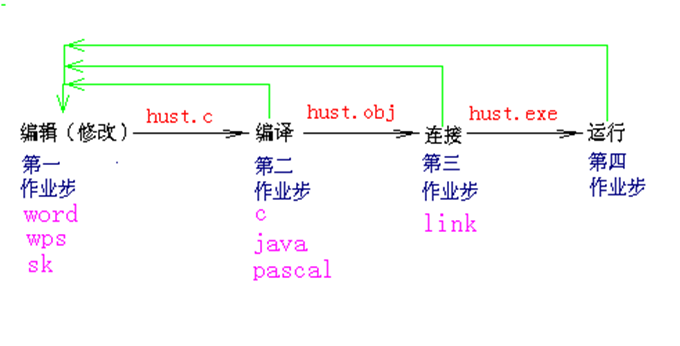 hust.c
hust.obj
hust.exe
编辑（修改）
编译
连接
运行
第一
作业步
第二
作业步
第三
作业步
第四
作业步
word
wps
sk
c
java
pascal
link